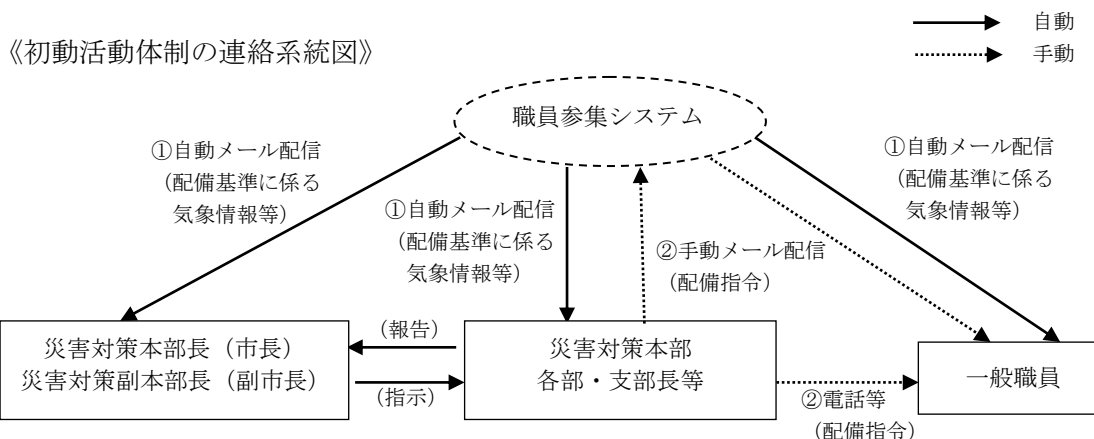 自動
手動
《初動活動体制の連絡系統図》
職員参集システム
①自動メール配信
(配備基準に係る
気象情報等)
①自動メール配信
(配備基準に係る
気象情報等)
②手動メール配信
(配備指令)
①自動メール配信
(配備基準に係る
気象情報等)
災害対策本部長(市長)
災害対策副本部長(副市長)
(報告)
(指示)
災害対策本部
各部・支部長等
②電話等
(配備指令)
一般職員